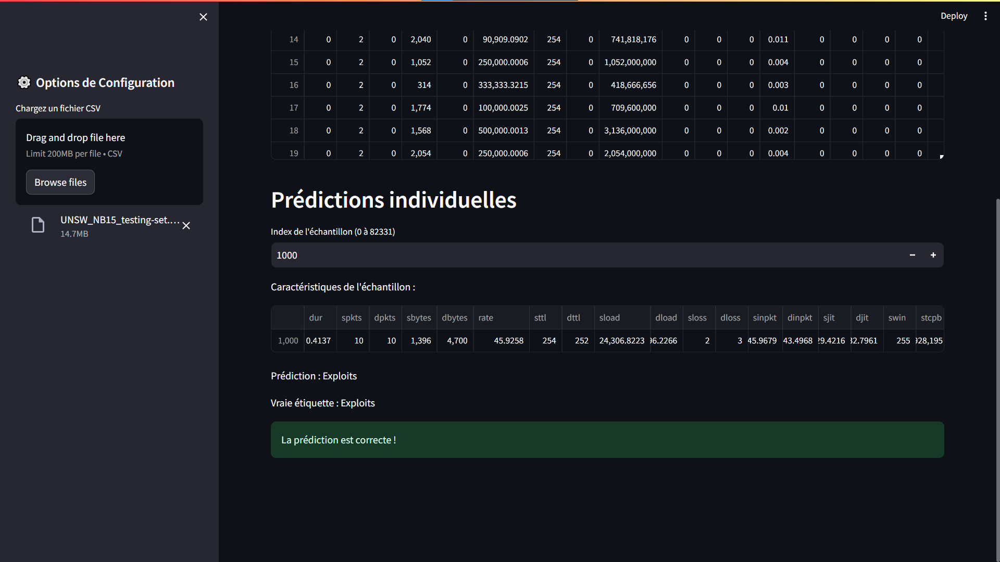 Deploy
Options de Configuration
Chargez un fichier CSV
Drag and drop file here
Limit 200MB per file • CSV
Browse files
UNSW_NB15_testing-set.…
14.7MB
14 0 2 0 2,040 0 90,909.0902 254 0 741,818,176 0 0 0 0.011 0 0 0 0
15 0 2 0 1,052 0 250,000.0006 254 0 1,052,000,000 0 0 0 0.004 0 0 0 0
16 0 2 0 314 0 333,333.3215 254 0 418,666,656 0 0 0 0.003 0 0 0 0
17 0 2 0 1,774 0 100,000.0025 254 0 709,600,000 0 0 0 0.01 0 0 0 0
18 0 2 0 1,568 0 500,000.0013 254 0 3,136,000,000 0 0 0 0.002 0 0 0 0
19 0 2 0 2,054 0 250,000.0006 254 0 2,054,000,000 0 0 0 0.004 0 0 0 0
Prédictions individuelles
Index de l'échantillon (0 à 82331)
1000
Caractéristiques de l'échantillon :
dur spkts dpkts sbytes dbytes rate sttl dttl sload dload sloss dloss sinpkt dinpkt sjit djit swin stcpb
1,000 0.4137 10 10 1,396 4,700 45.9258 254 252 24,306.8223 96.2266 2 3 45.9679 43.4968 29.4216 32.7961 255 928,195
Prédiction : Exploits
Vraie étiquette : Exploits
La prédiction est correcte !